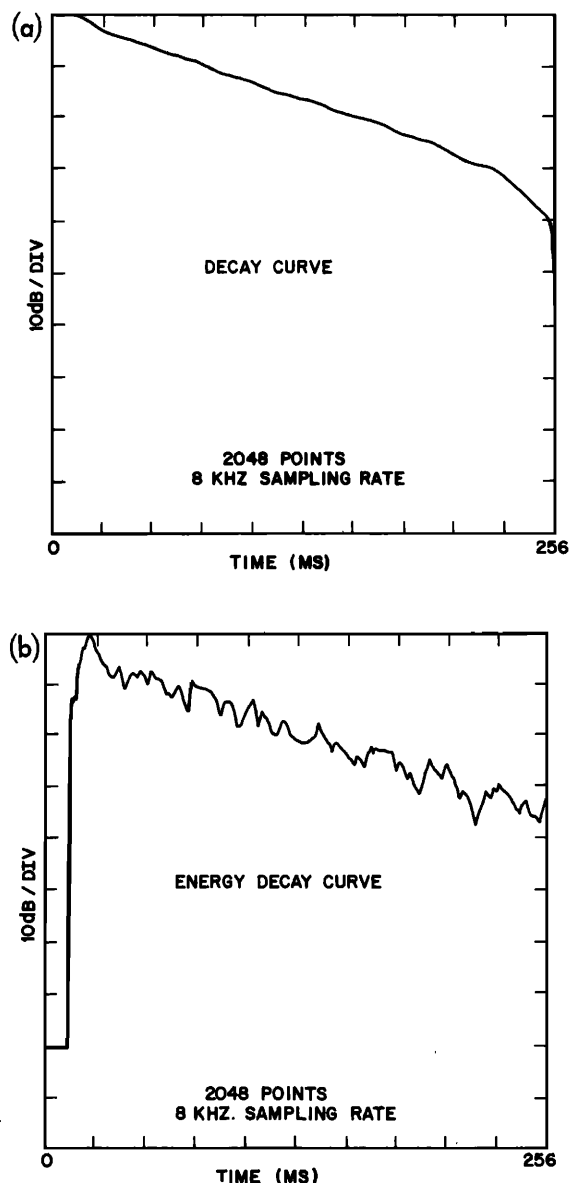 (a)
10dB/DIV
DECAY CURVE
2048 POINTS
8 KHZ SAMPLING RATE
0
256
TIME (MS)
(b)
10dB/DIV
ENERGY DECAY CURVE
2048 POINTS
8 KHZ. SAMPLING RATE
0
256
TIME (MS)